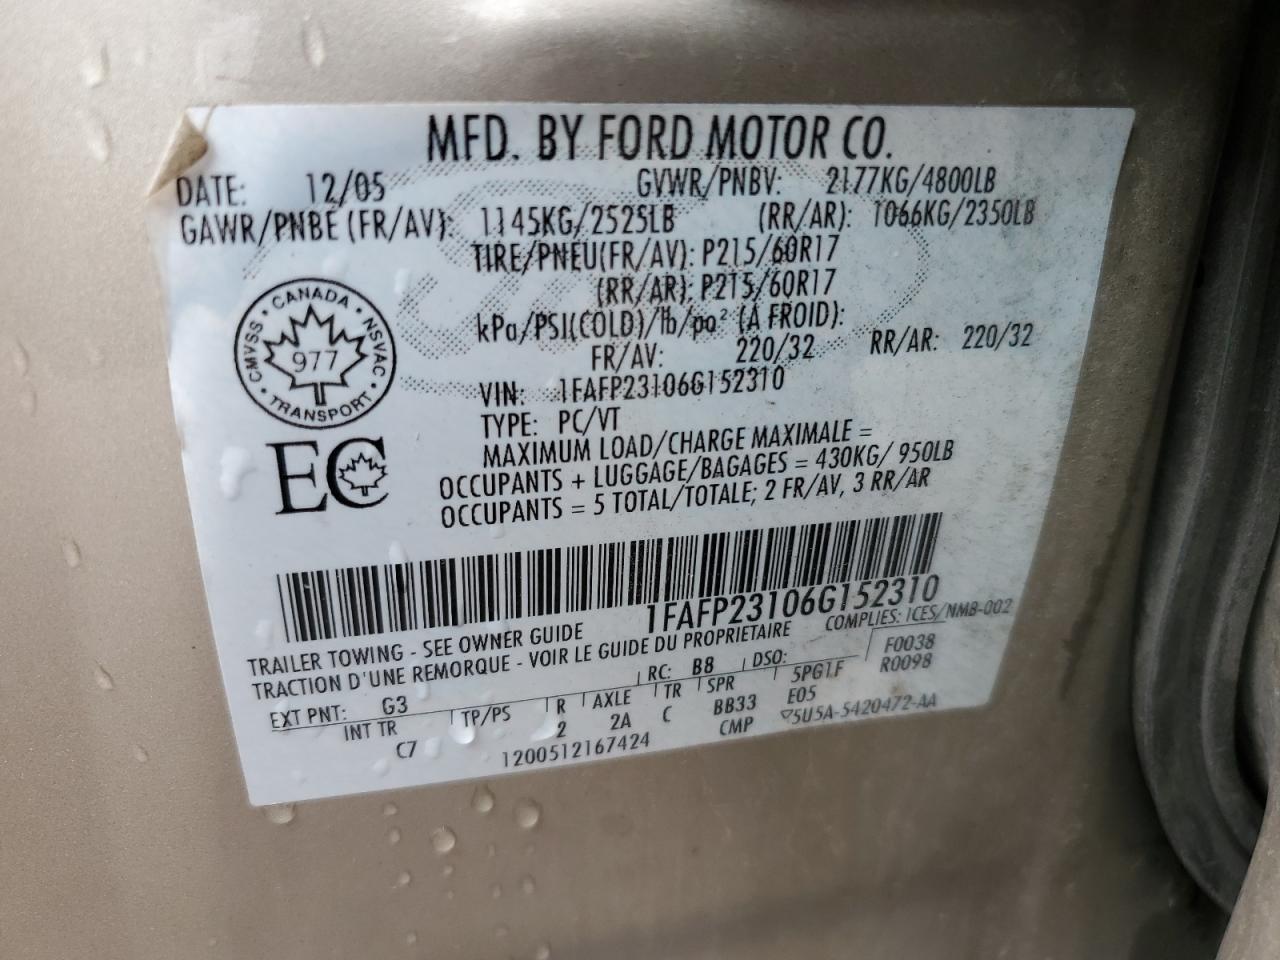 MFD. BY FORD MOTOR CO.
DATE: 12/05 GVWR/PNBV: 2177KG/4800LB
GAWR/PNBE (FR/AV): 1145KG/2525LB (RR/AR): 1066KG/2350LB
TIRE/PNEU(FR/AV): P215/60R17
(RR/AR): P215/60R17
kPa/PSI(COLD)/lb/po² (A FROID):
FR/AV: 220/32 RR/AR: 220/32
VIN: 1FAFP23106G152310
TYPE: PC/VT
MAXIMUM LOAD/CHARGE MAXIMALE =
OCCUPANTS + LUGGAGE/BAGAGES = 430KG/ 950LB
OCCUPANTS = 5 TOTAL/TOTALE; 2 FR/AV, 3 RR/AR
CANADA • NSVAC • TRANSPORT • CMVSS •
977
EC
1FAFP23106G152310
TRAILER TOWING - SEE OWNER GUIDE
TRACTION D'UNE REMORQUE - VOIR LE GUIDE DU PROPRIETAIRE
COMPLIES: ICES/NMB-002
EXT PNT: G3 RC: B8 DSO: F0038
INT TR TP/PS R AXLE TR SPR 5PG1F R0098
C7 2 2A C BB33 E05
1200512167424 CMP 5U5A-5420472-AA